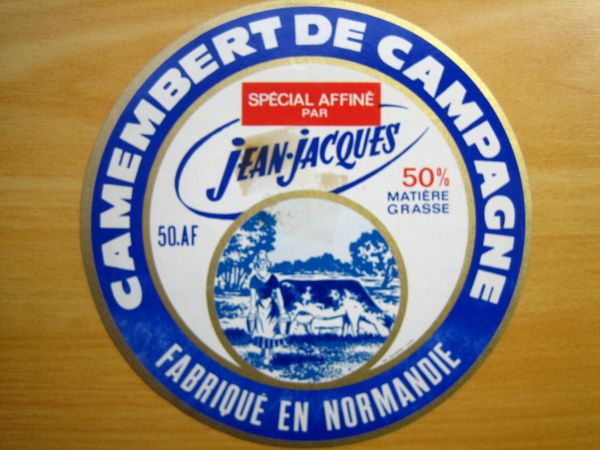 CAMEMBERT DE CAMPAGNE
SPÉCIAL AFFINÉ
PAR
JEAN-JACQUES
50%
MATIÈRE
GRASSE
50.AF
FABRIQUÉ EN NORMANDIE